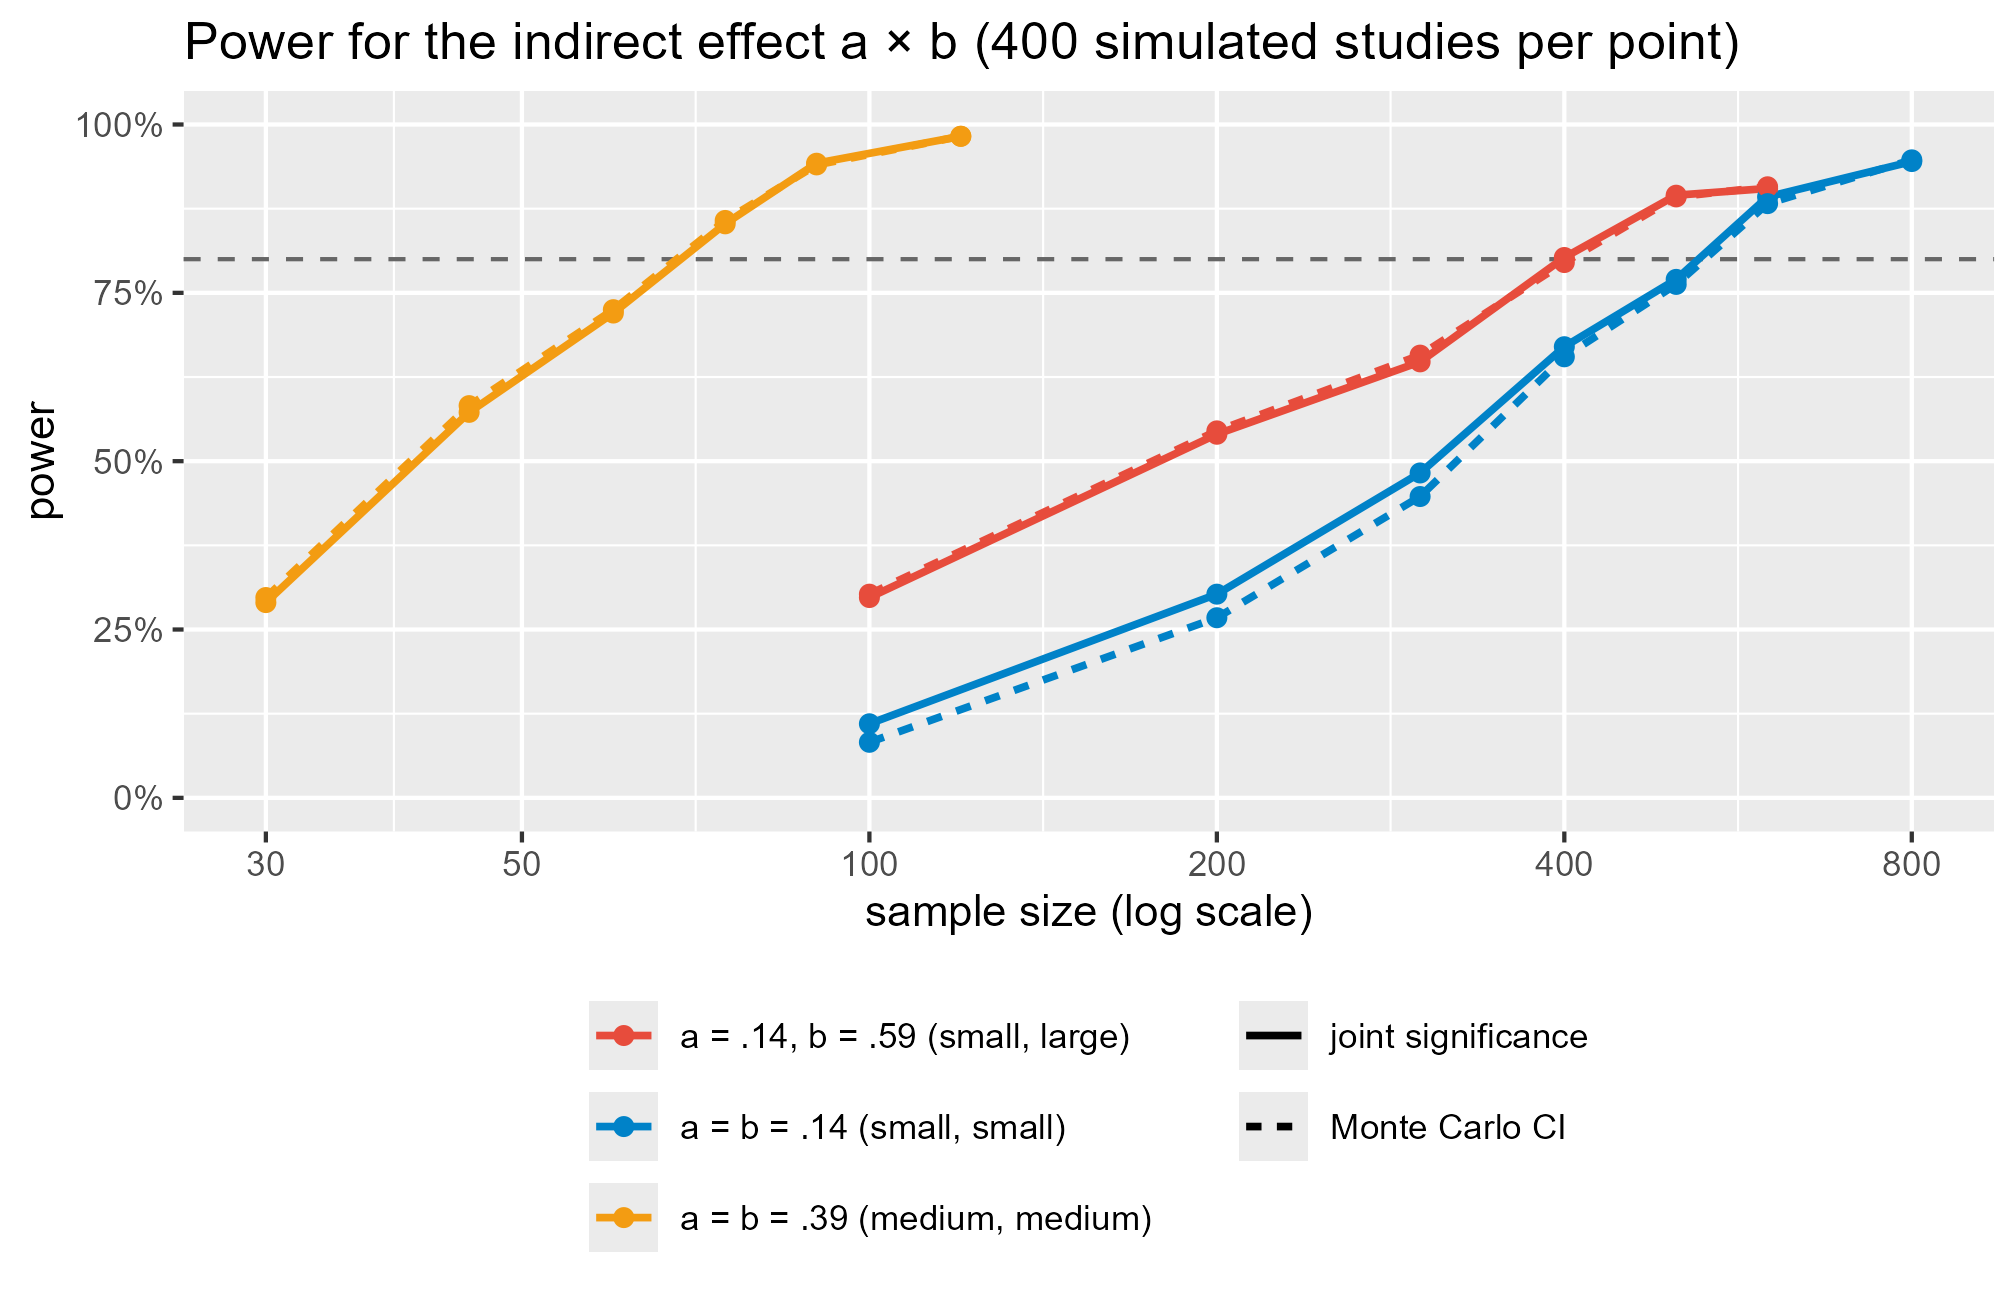 Power for the indirect effect a × b (400 simulated studies per point)
power
100%
75%
50%
25%
0%
30 50 100 200 400 800
sample size (log scale)
a = .14, b = .59 (small, large)
a = b = .14 (small, small)
a = b = .39 (medium, medium)
joint significance
Monte Carlo CI